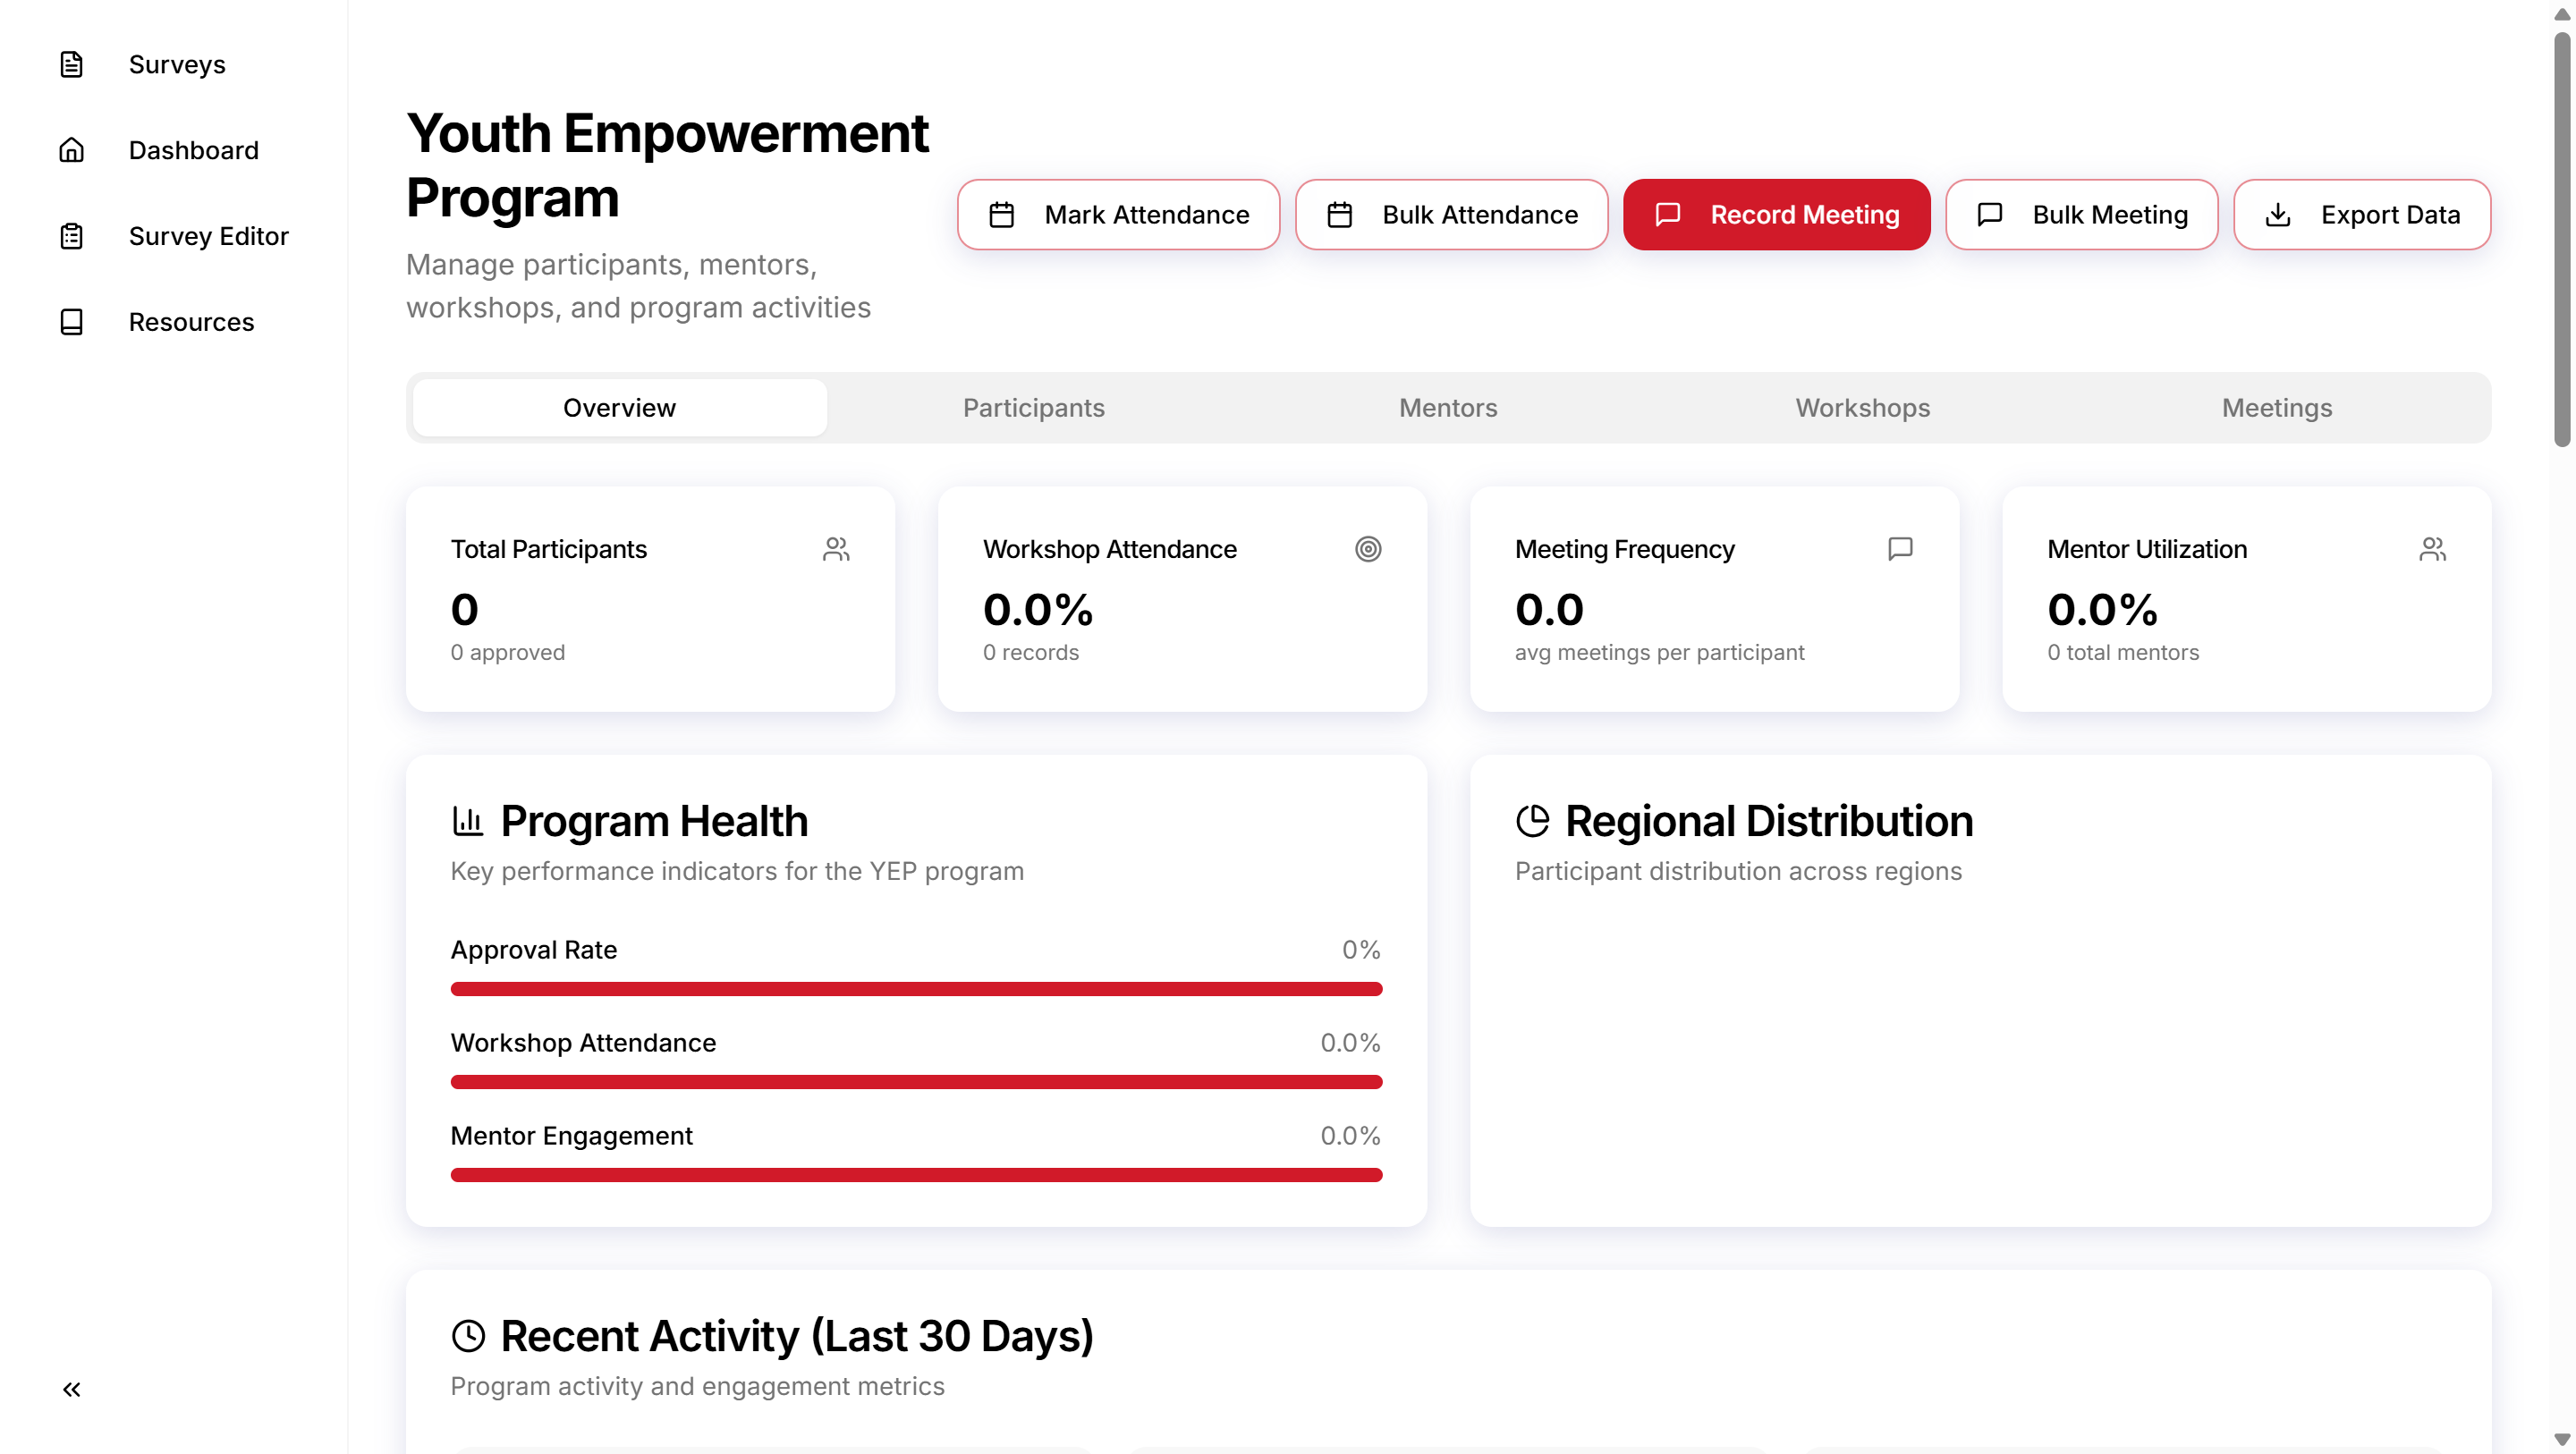 Surveys
Dashboard
Survey Editor
Resources
Youth Empowerment
Program
Manage participants, mentors,
workshops, and program activities
Mark Attendance
Bulk Attendance
Record Meeting
Bulk Meeting
Export Data
Overview
Participants
Mentors
Workshops
Meetings
Total Participants
0
0 approved
Workshop Attendance
0.0%
0 records
Meeting Frequency
0.0
avg meetings per participant
Mentor Utilization
0.0%
0 total mentors
Program Health
Key performance indicators for the YEP program
Approval Rate 0%
Workshop Attendance 0.0%
Mentor Engagement 0.0%
Regional Distribution
Participant distribution across regions
Recent Activity (Last 30 Days)
Program activity and engagement metrics